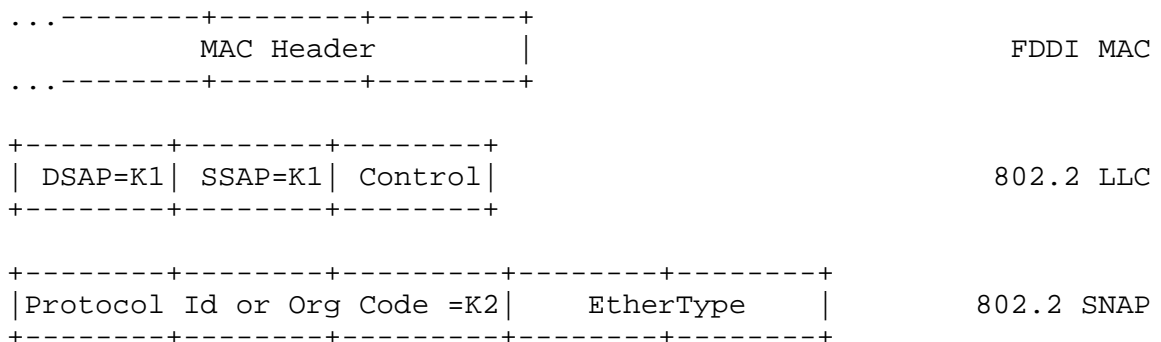 ...--------+--------+--------+
MAC Header | FDDI MAC
...--------+--------+--------+
+--------+--------+--------+
| DSAP=K1| SSAP=K1| Control| 802.2 LLC
+--------+--------+--------+
+--------+--------+---------+--------+--------+
|Protocol Id or Org Code =K2| EtherType | 802.2 SNAP
+--------+--------+---------+--------+--------+